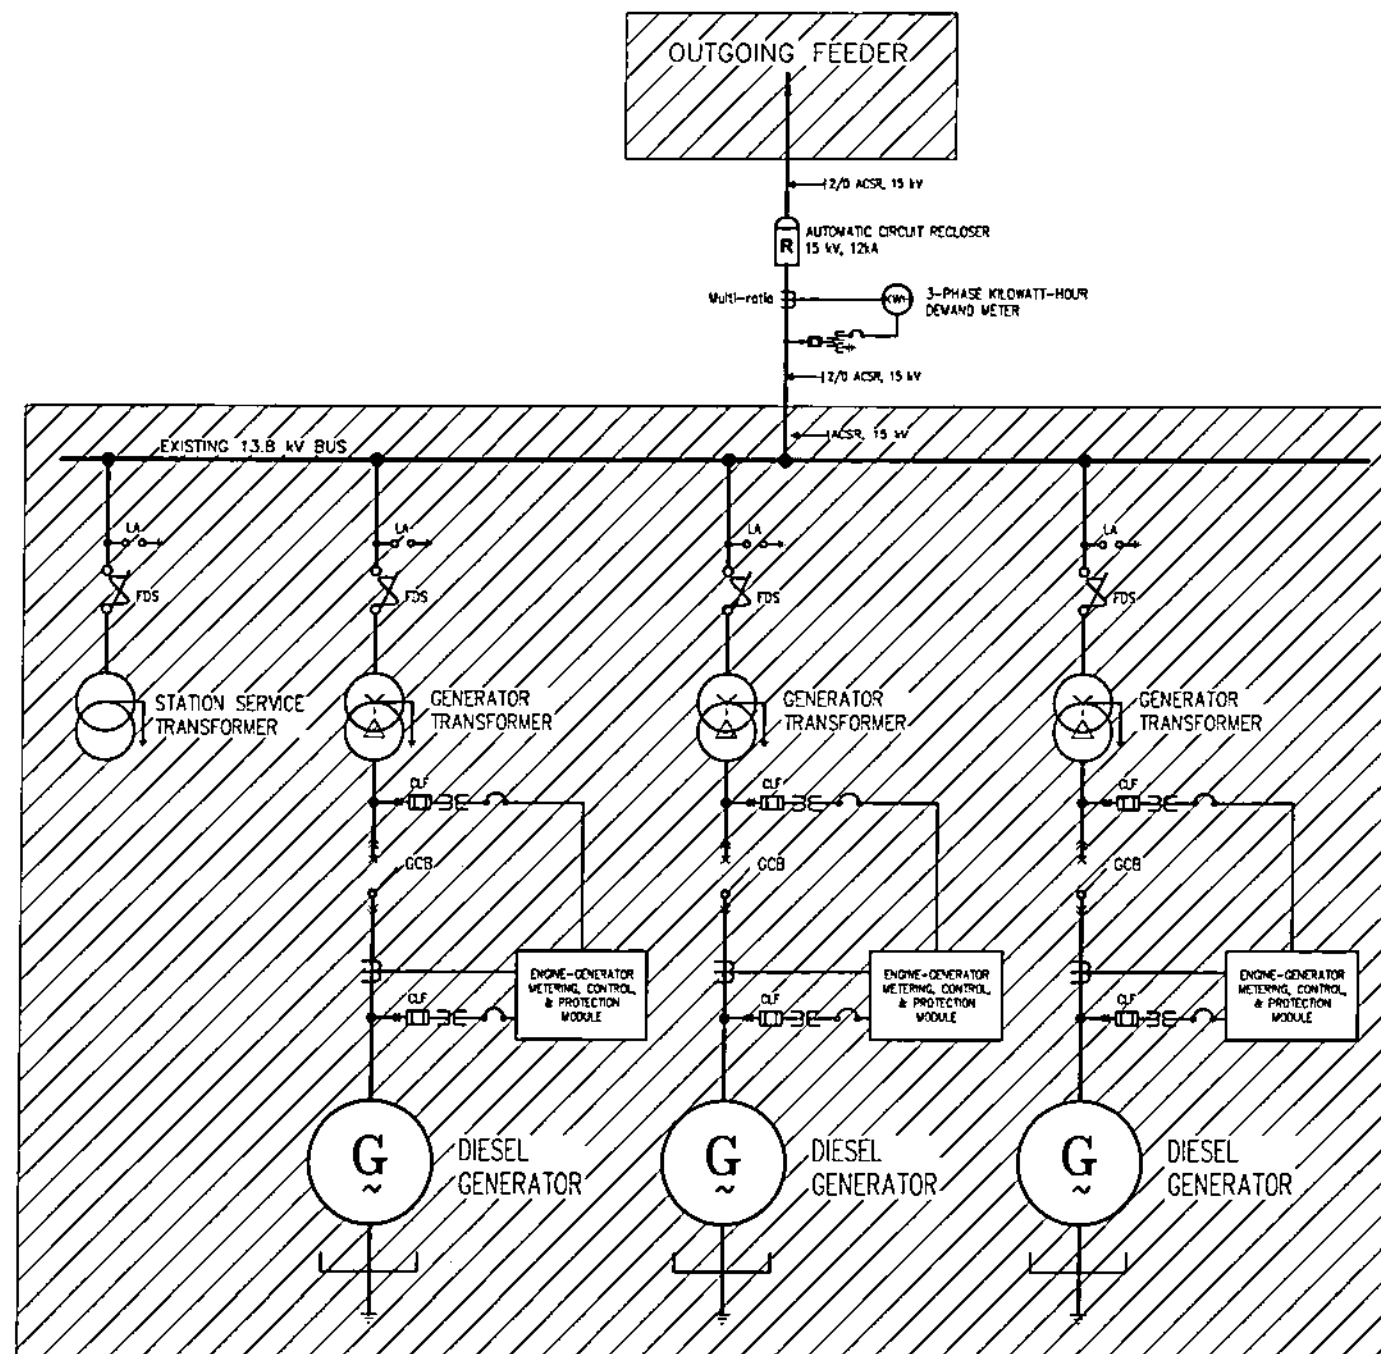 OUTGOING FEEDER
2/0 ACSR, 15 kV
AUTOMATIC CIRCUIT RECLOSER
15 kV, 12kA
R
Multi-ratio
KWH
3-PHASE KILOWATT-HOUR
DEMAND METER
2/0 ACSR, 15 kV
ACSR, 15 kV
EXISTING 13.8 kV BUS
LA
LA
LA
LA
FDS
FDS
FDS
FDS
STATION SERVICE
TRANSFORMER
GENERATOR
TRANSFORMER
GENERATOR
TRANSFORMER
GENERATOR
TRANSFORMER
CLF
CLF
CLF
GCB
GCB
GCB
ENGINE-GENERATOR
METERING, CONTROL,
& PROTECTION
MODULE
ENGINE-GENERATOR
METERING, CONTROL,
& PROTECTION
MODULE
ENGINE-GENERATOR
METERING, CONTROL,
& PROTECTION
MODULE
CLF
CLF
CLF
G
~
DIESEL
GENERATOR
G
~
DIESEL
GENERATOR
G
~
DIESEL
GENERATOR